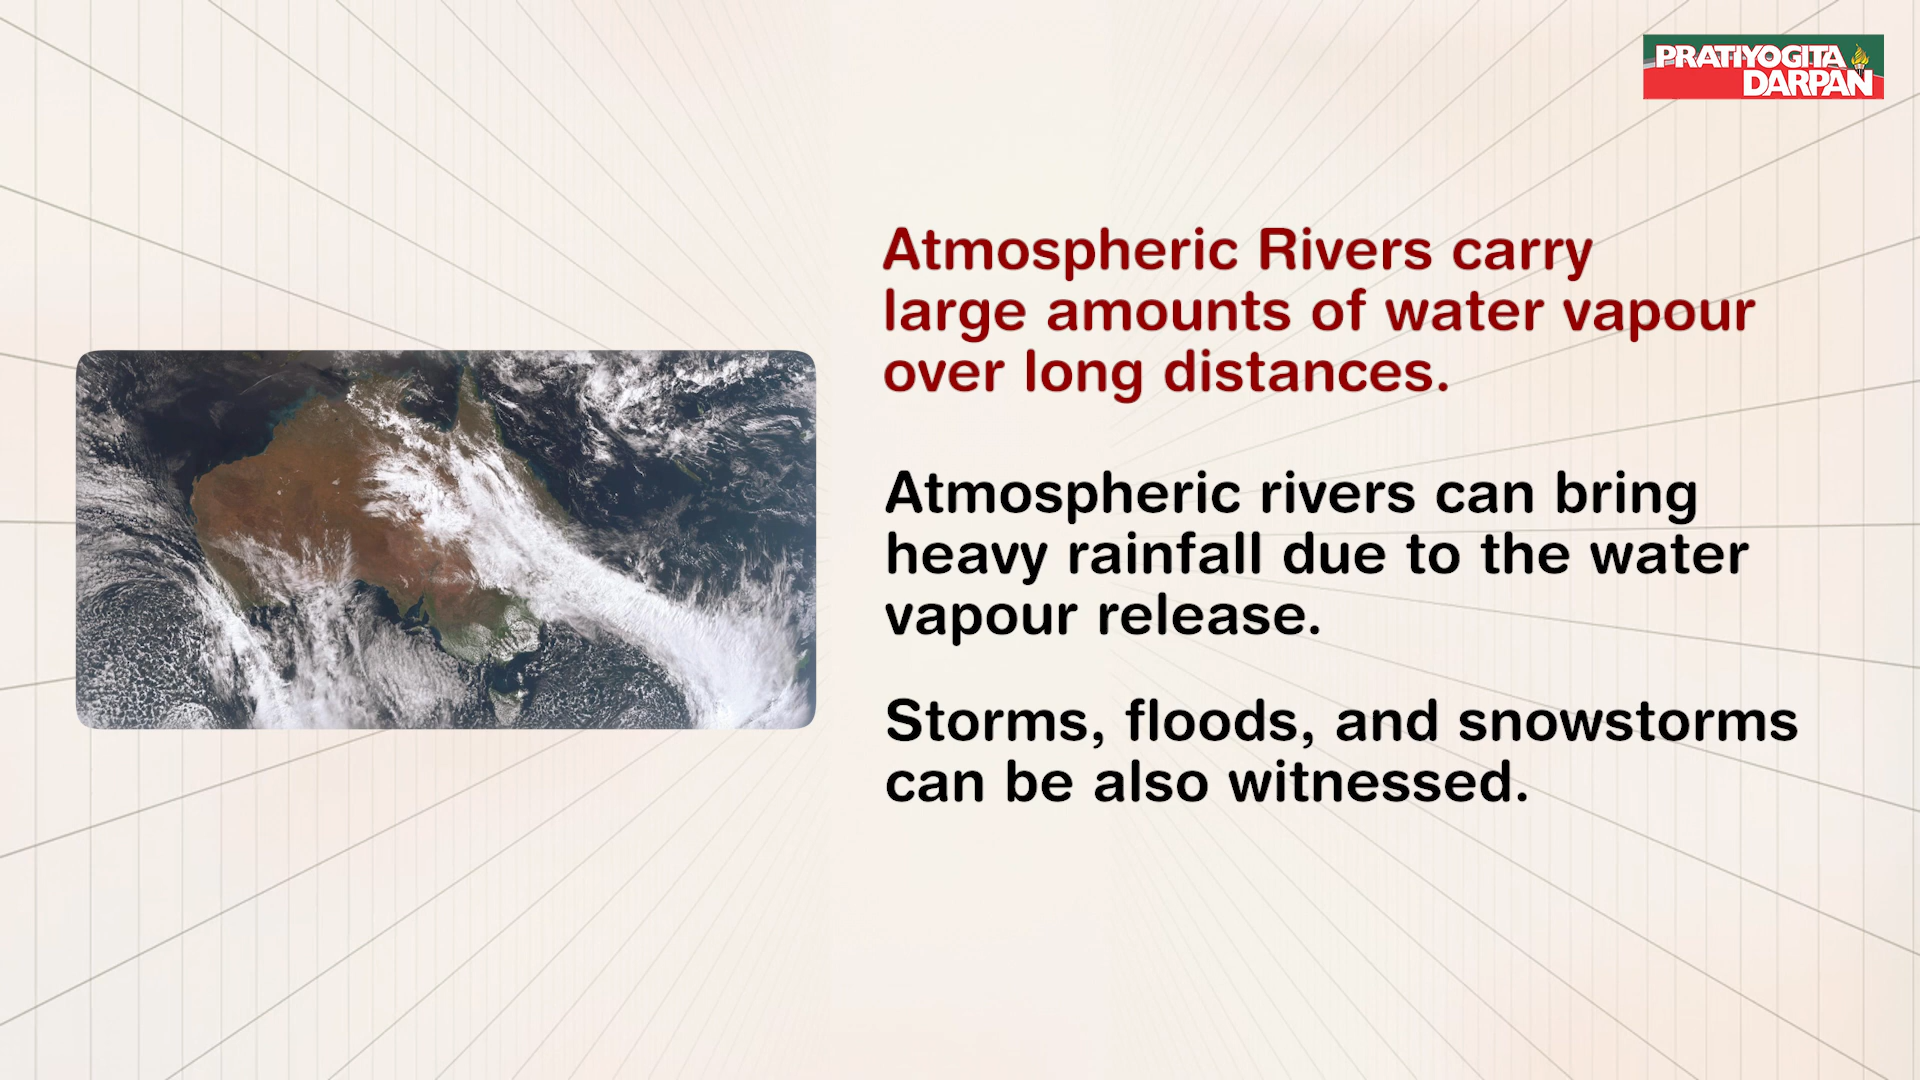 PRATIYOGITA
DARPAN
Atmospheric Rivers carry
large amounts of water vapour
over long distances.
Atmospheric rivers can bring
heavy rainfall due to the water
vapour release.
Storms, floods, and snowstorms
can be also witnessed.